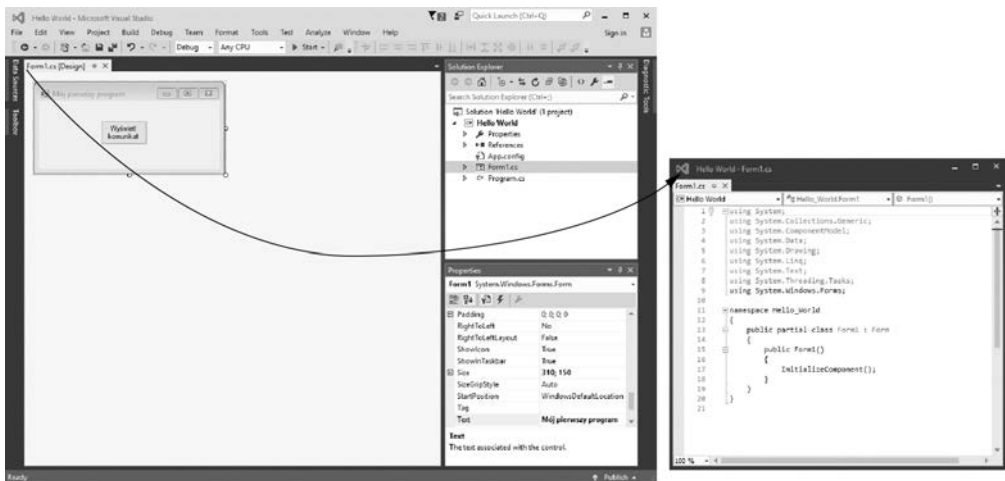 Hello World - Microsoft Visual Studio
Quick Launch (Ctrl+Q)
File Edit View Project Build Debug Team Format Tools Test Analyze Window Help
Sign in
Debug Any CPU Start
Data Sources
Toolbox
Form1.cs [Design]
Mój pierwszy program
Wyświetl
komunikat
Solution Explorer
Search Solution Explorer (Ctrl+;)
Solution 'Hello World' (1 project)
Hello World
Properties
References
App.config
Form1.cs
Program.cs
Diagnostic Tools
Properties
Form1 System.Windows.Forms.Form
Padding 0; 0; 0; 0
RightToLeft No
RightToLeftLayout False
ShowIcon True
ShowInTaskbar True
Size 310; 150
SizeGripStyle Auto
StartPosition WindowsDefaultLocation
Tag
Text Mój pierwszy program
Text
The text associated with the control.
Ready
Publish
Hello World - Form1.cs
Form1.cs
Hello World Hello_World.Form1 Form1()
1 using System;
2 using System.Collections.Generic;
3 using System.ComponentModel;
4 using System.Data;
5 using System.Drawing;
6 using System.Linq;
7 using System.Text;
8 using System.Threading.Tasks;
9 using System.Windows.Forms;
10
11 namespace Hello_World
12 {
13 public partial class Form1 : Form
14 {
15 public Form1()
16 {
17 InitializeComponent();
18 }
19 }
20 }
21
100 %